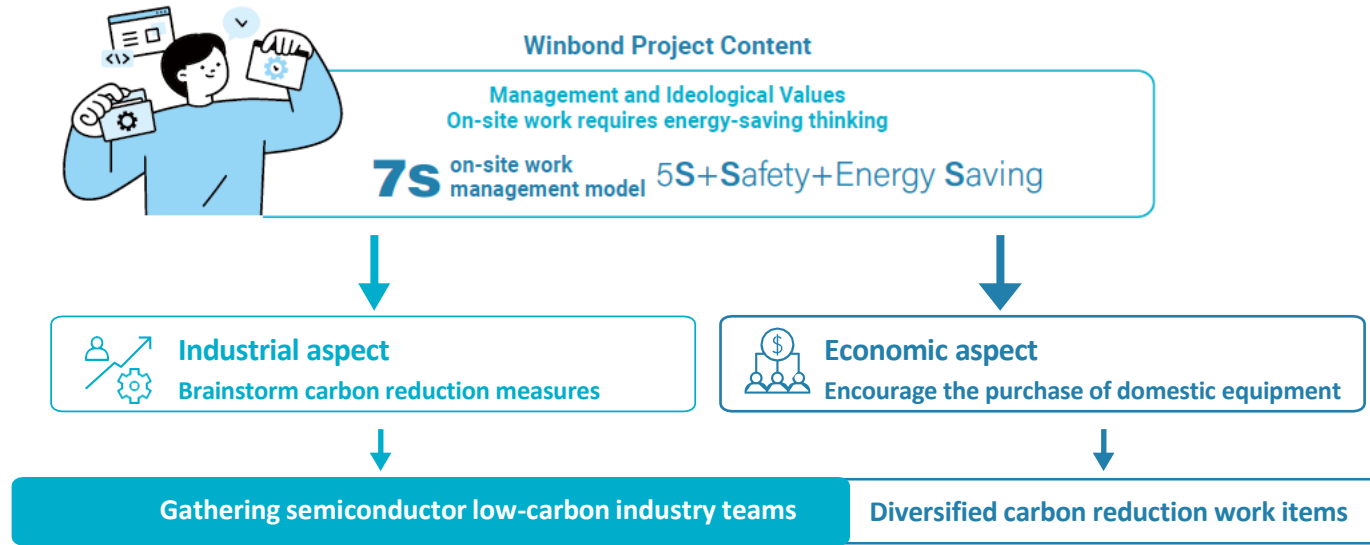 Winbond Project Content
Management and Ideological Values
On-site work requires energy-saving thinking
7S on-site work management model 5S+Safety+Energy Saving
Industrial aspect
Brainstorm carbon reduction measures
Economic aspect
Encourage the purchase of domestic equipment
Gathering semiconductor low-carbon industry teams
Diversified carbon reduction work items